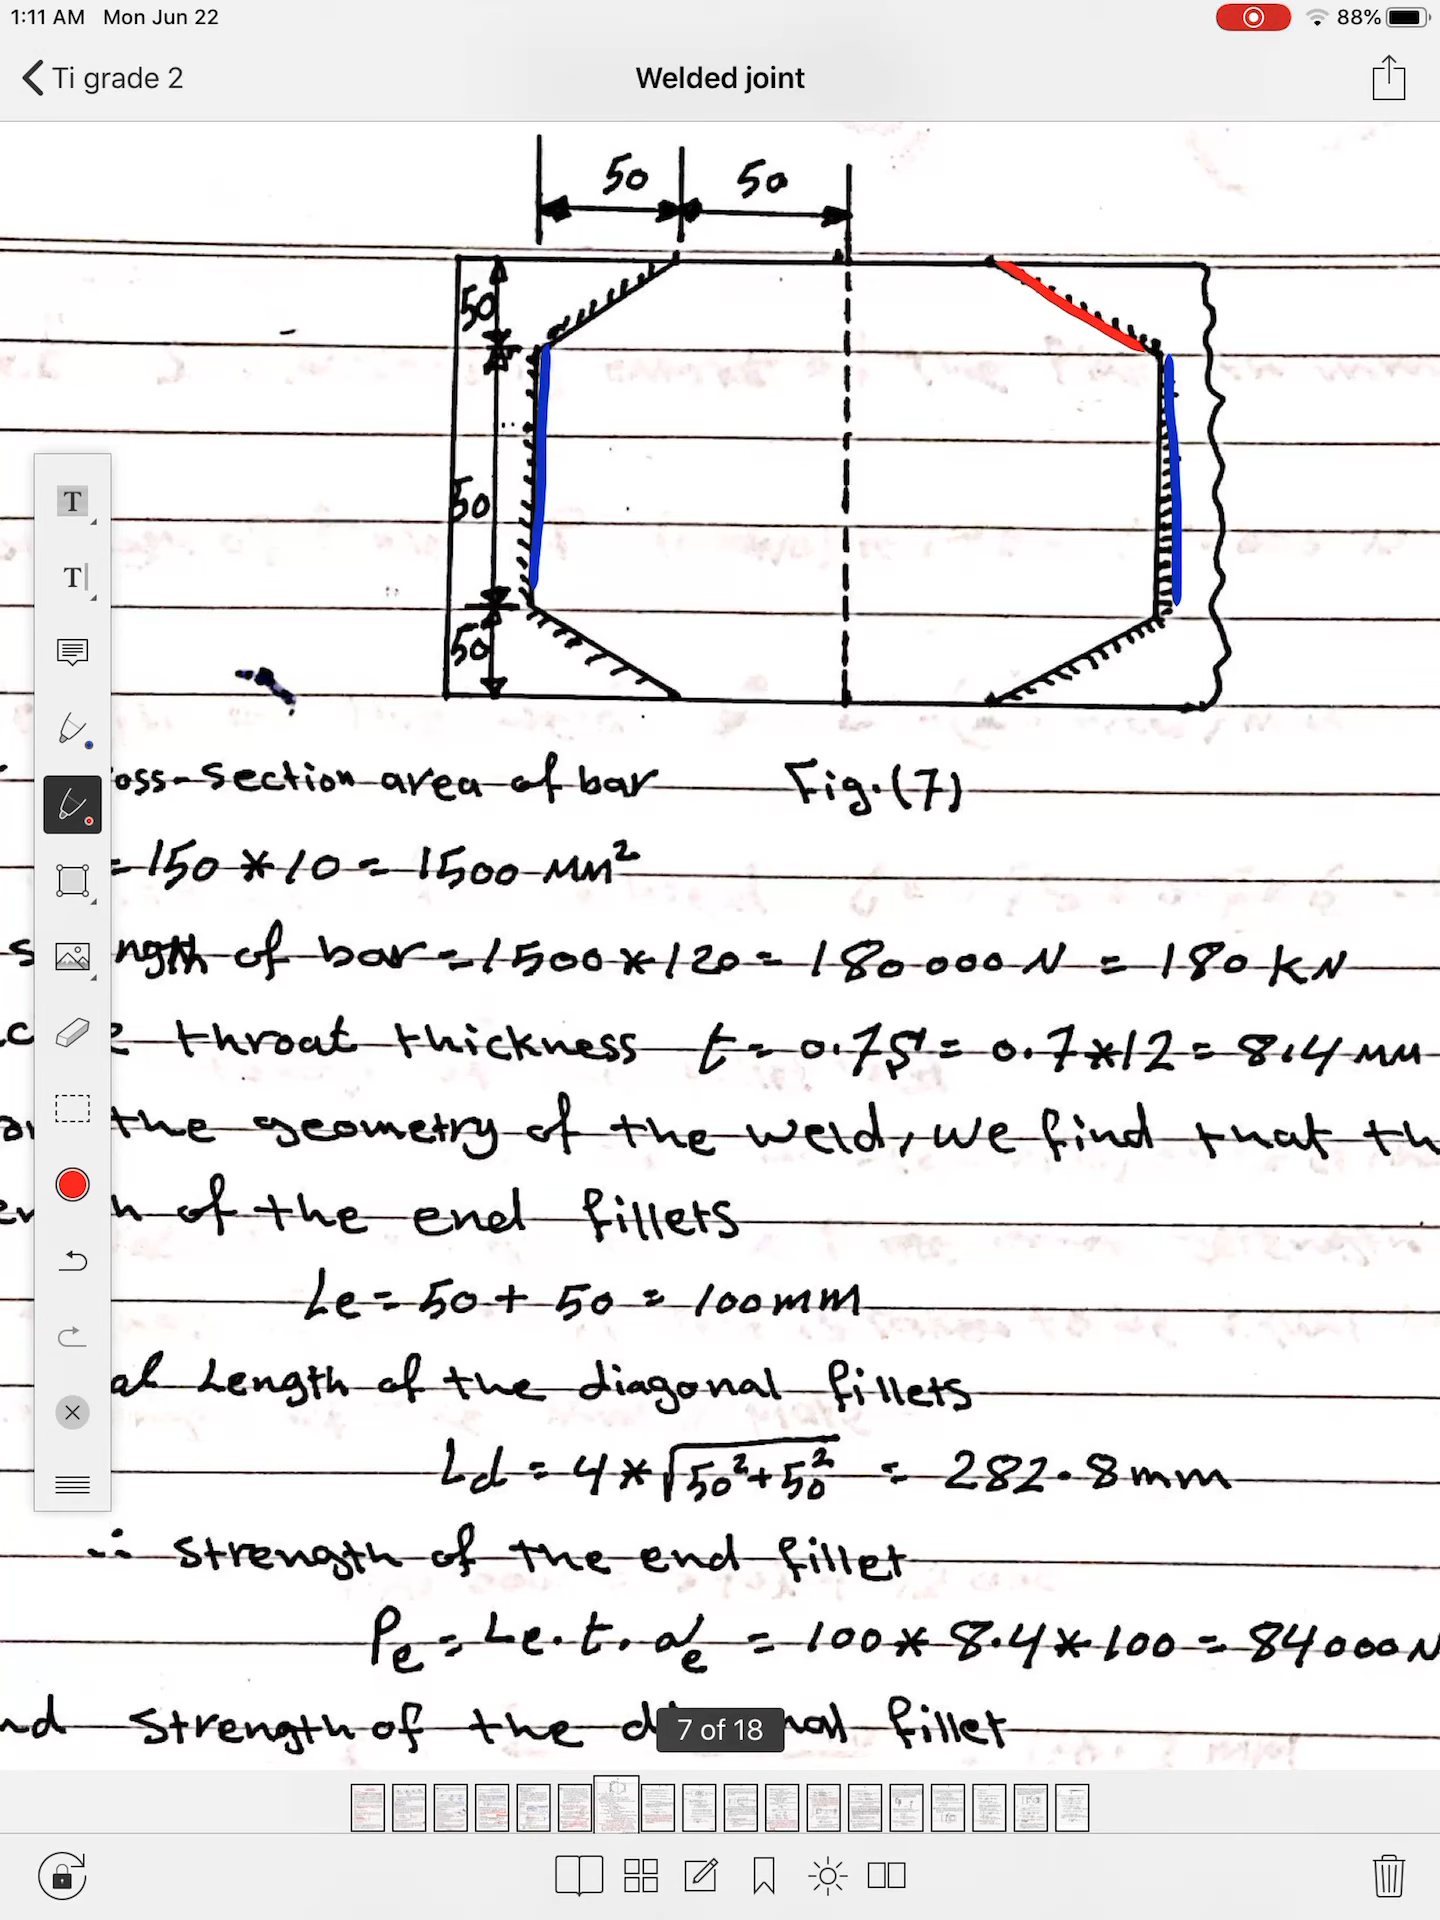 1:11 AM Mon Jun 22 88%
Ti grade 2 Welded joint
50 50
50
50
50
oss-section area of bar Fig.(7)
= 150 * 10 = 1500 mm²
ngth of bar = 1500 * 120 = 180 000 N = 180 kN
throat thickness t = 0.7S = 0.7*12 = 8.4 mm
the geometry of the weld, we find that th
h of the end fillets
Le = 50 + 50 = 100mm
al Length of the diagonal fillets
Ld = 4*√50²+50² = 282.8mm
∴ Strength of the end fillet
Pe = Le.t.σe = 100* 8.4*100 = 84000N
nd Strength of the d nal fillet
7 of 18